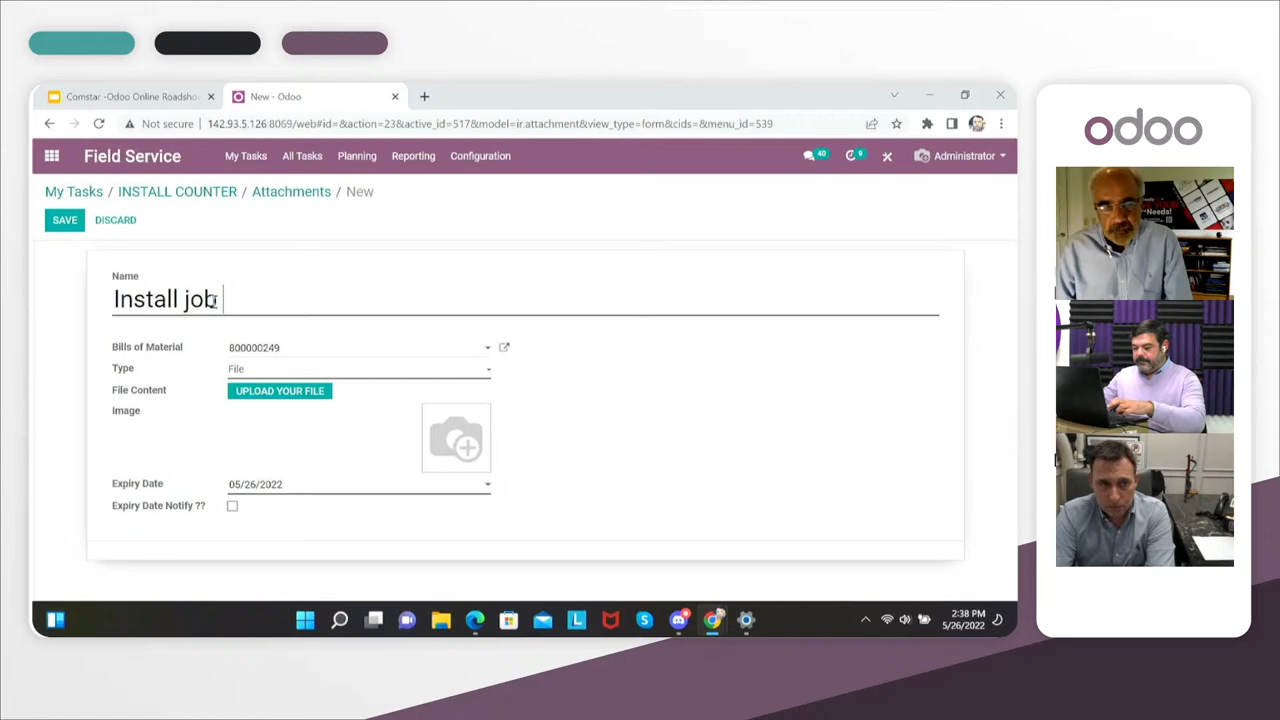 Comstar -Odoo Online Roadsho
New - Odoo
Not secure
142.93.5.126:8069/web#id=&action=23&active_id=517&model=ir.attachment&view_type=form&cids=&menu_id=539
Field Service
My Tasks
All Tasks
Planning
Reporting
Configuration
40
9
Administrator
My Tasks / INSTALL COUNTER / Attachments / New
SAVE
DISCARD
Name
Install job
Bills of Material
800000249
Type
File
File Content
UPLOAD YOUR FILE
Image
Expiry Date
05/26/2022
Expiry Date Notify ??
2:38 PM
5/26/2022
odoo
Needs!